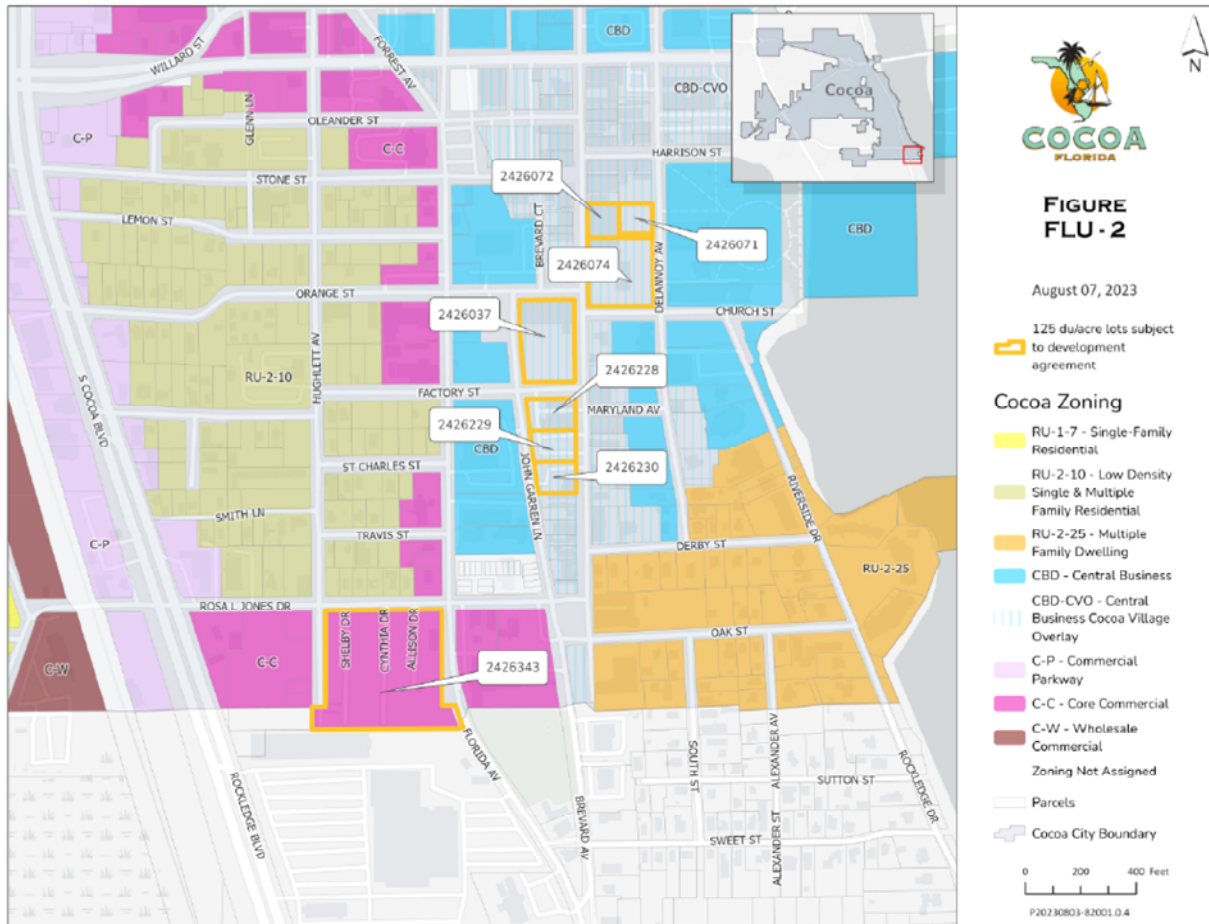 CBD
WILLARD ST
FORREST AV
CBD-CVO
Cocoa
GLENN LN
OLEANDER ST
C-P
C-C
HARRISON ST
STONE ST
2426072
LEMON ST
BREVARD CT
2426071
CBD
2426074
DELANNOY AV
ORANGE ST
CHURCH ST
2426037
HUGHLETT AV
RU-2-10
S COCOA BLVD
2426228
FACTORY ST
MARYLAND AV
2426229
CBD
JOHN GARREN LN
ST CHARLES ST
2426230
RIVERSIDE DR
SMITH LN
TRAVIS ST
C-P
DERBY ST
RU-2-25
ROSA L JONES DR
SHELBY DR
CYNTHIA DR
ALLISON DR
OAK ST
C-W
C-C
2426343
FLORIDA AV
SOUTH ST
ALEXANDER AV
ROCKLEDGE BLVD
BREVARD AV
SUTTON ST
ROCKLEDGE DR
SWEET ST
ALEXANDER ST
N
COCOA
FLORIDA
FIGURE
FLU - 2
August 07, 2023
125 du/acre lots subject
to development
agreement
Cocoa Zoning
RU-1-7 - Single-Family
Residential
RU-2-10 - Low Density
Single & Multiple
Family Residential
RU-2-25 - Multiple
Family Dwelling
CBD - Central Business
CBD-CVO - Central
Business Cocoa Village
Overlay
C-P - Commercial
Parkway
C-C - Core Commercial
C-W - Wholesale
Commercial
Zoning Not Assigned
Parcels
Cocoa City Boundary
0 200 400 Feet
P20230803-82001.0.4